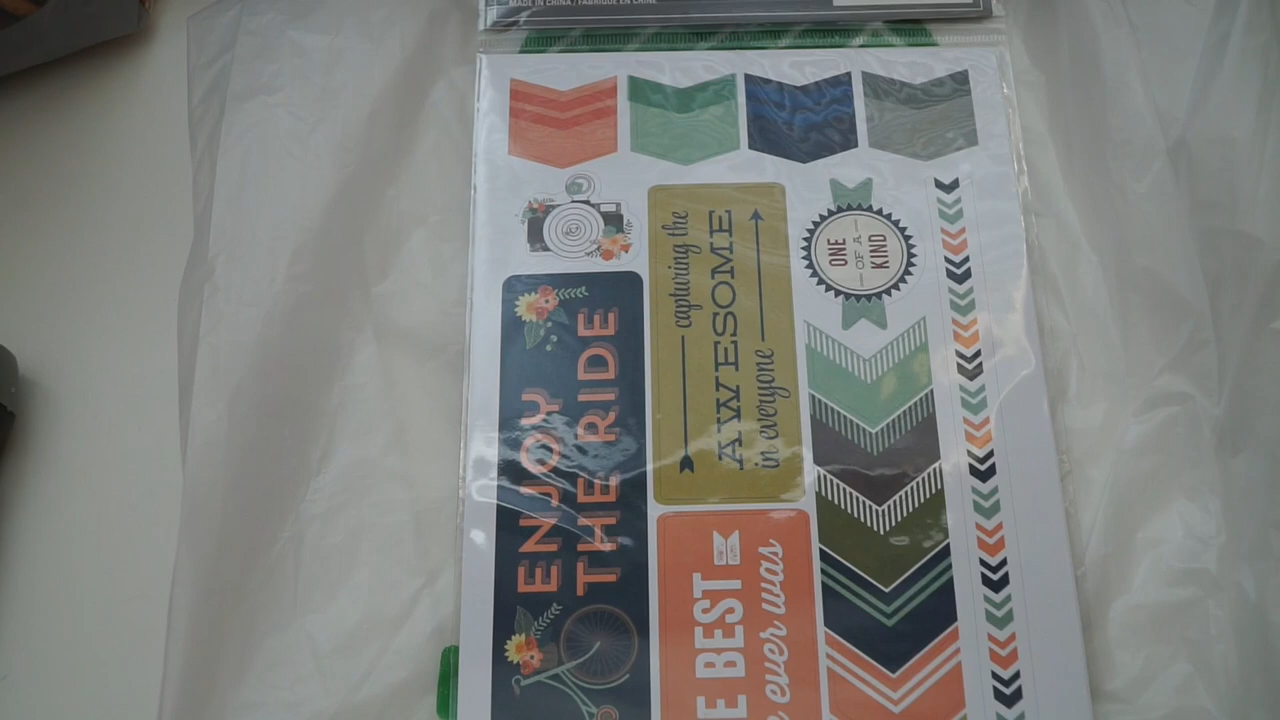 MADE IN CHINA / FABRIQUÉ EN CHINE
ENJOY
THE RIDE
capturing the
AWESOME
in everyone
ONE
OF A
KIND
BEST
ever was